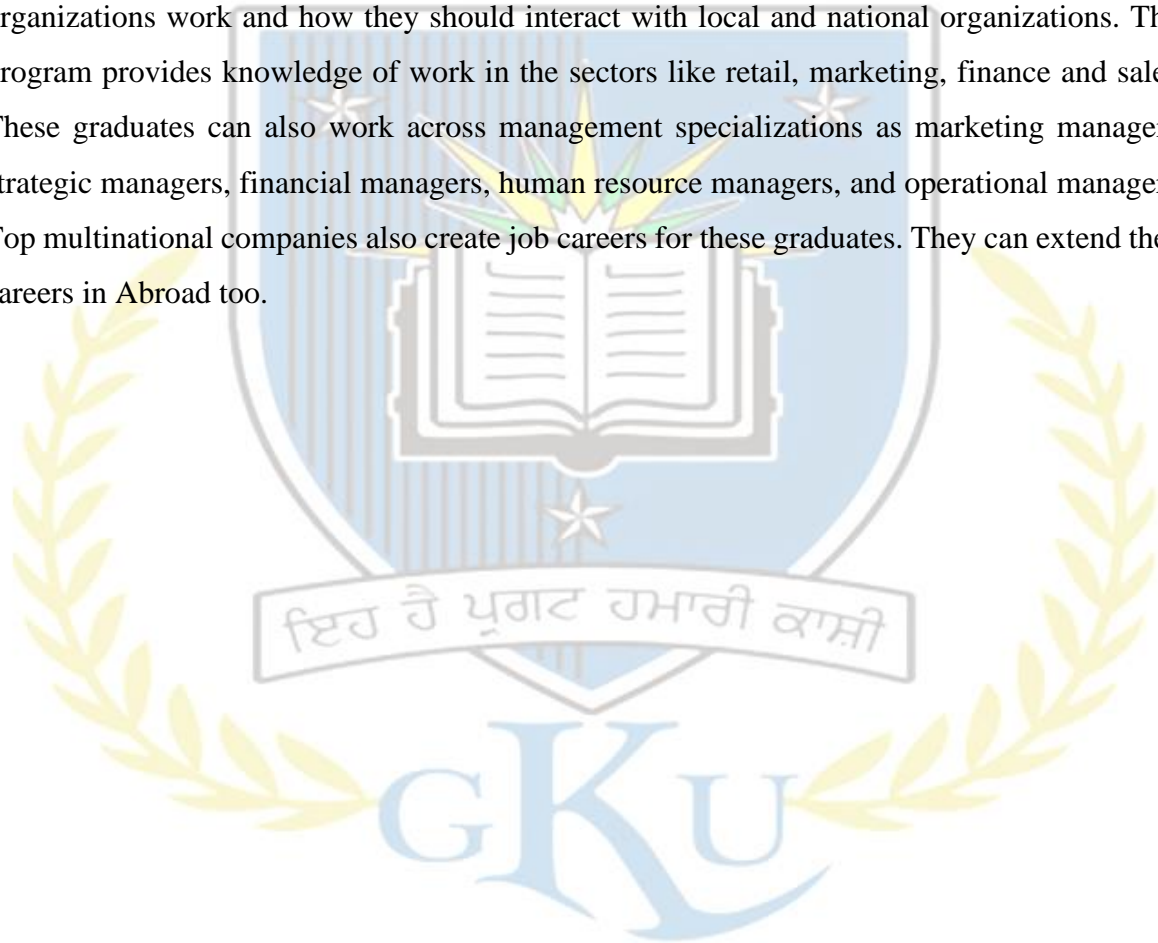 rganizations work and how they should interact with local and national organizations. Th
rogram provides knowledge of work in the sectors like retail, marketing, finance and sale
hese graduates can also work across management specializations as marketing manage
trategic managers, financial managers, human resource managers, and operational manage
op multinational companies also create job careers for these graduates. They can extend the
areers in Abroad too.
ਇਹ ਹੈ ਪ੍ਰਗਟ ਹਮਾਰੀ ਕਾਸ਼ੀ
GKU